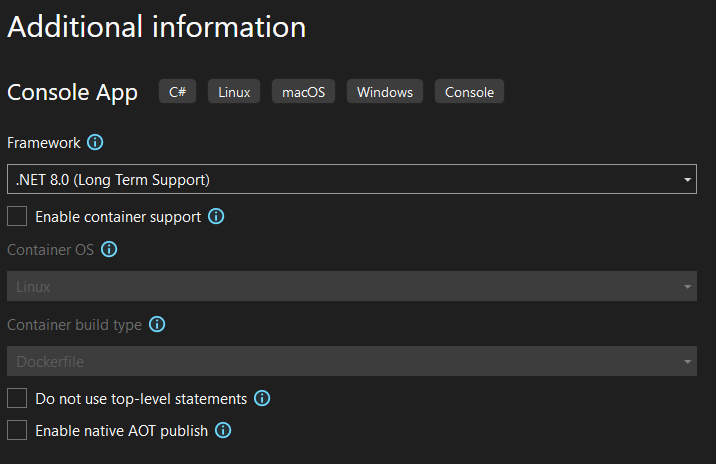 Additional information
Console App C# Linux macOS Windows Console
Framework
.NET 8.0 (Long Term Support)
Enable container support
Container OS
Linux
Container build type
Dockerfile
Do not use top-level statements
Enable native AOT publish